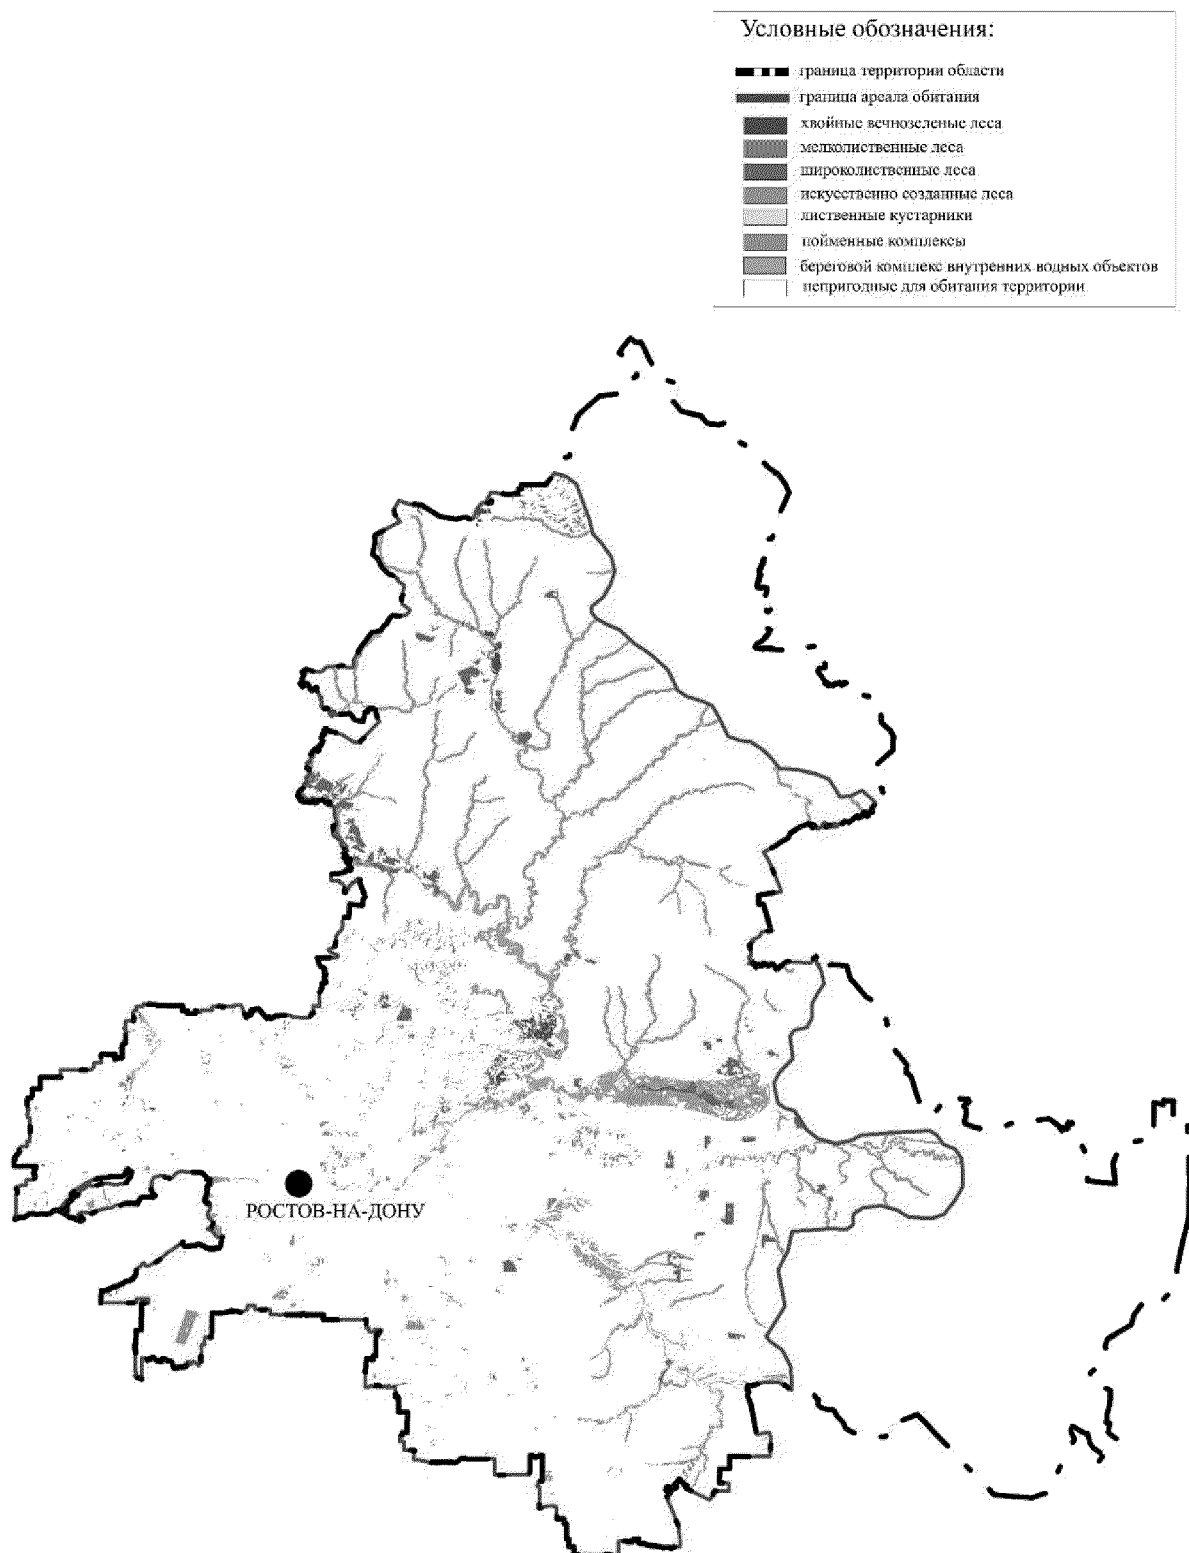 Условные обозначения:
граница территории области
граница ареала обитания
хвойные вечнозеленые леса
мелколиственные леса
широколиственные леса
искусственно созданные леса
лиственные кустарники
пойменные комплексы
береговой комплекс внутренних водных объектов
непригодные для обитания территории
РОСТОВ-НА-ДОНУ